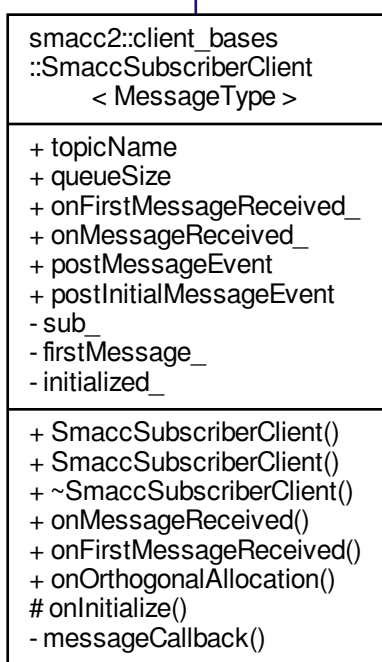 smacc2::client_bases
::SmaccSubscriberClient
< MessageType >
+ topicName
+ queueSize
+ onFirstMessageReceived_
+ onMessageReceived_
+ postMessageEvent
+ postInitialMessageEvent
- sub_
- firstMessage_
- initialized_
+ SmaccSubscriberClient()
+ SmaccSubscriberClient()
+ ~SmaccSubscriberClient()
+ onMessageReceived()
+ onFirstMessageReceived()
+ onOrthogonalAllocation()
# onInitialize()
- messageCallback()